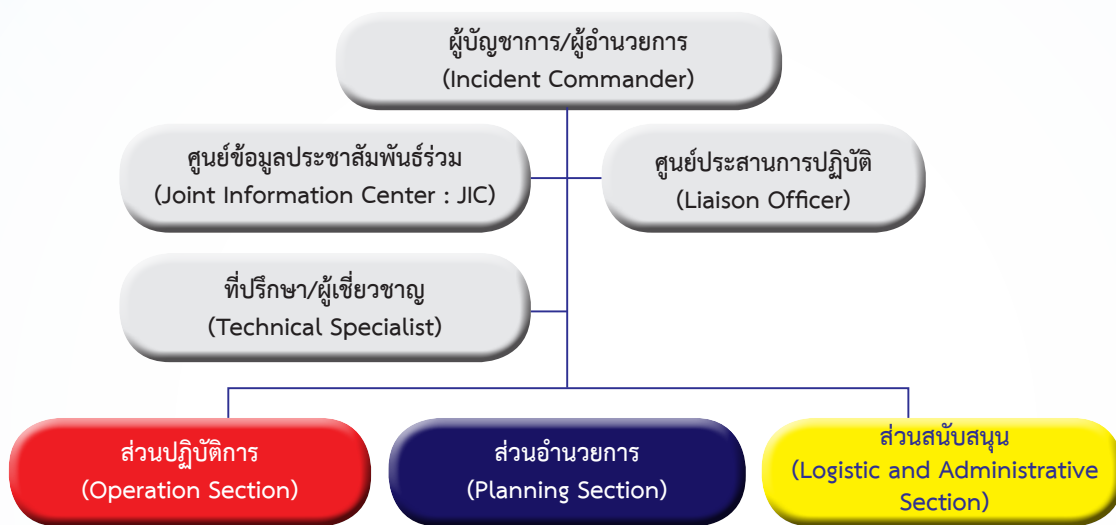 ผู้บัญชาการ/ผู้อำนวยการ
(Incident Commander)
ศูนย์ข้อมูลประชาสัมพันธ์ร่วม
(Joint Information Center : JIC)
ศูนย์ประสานการปฏิบัติ
(Liaison Officer)
ที่ปรึกษา/ผู้เชี่ยวชาญ
(Technical Specialist)
ส่วนปฏิบัติการ
(Operation Section)
ส่วนอำนวยการ
(Planning Section)
ส่วนสนับสนุน
(Logistic and Administrative
Section)